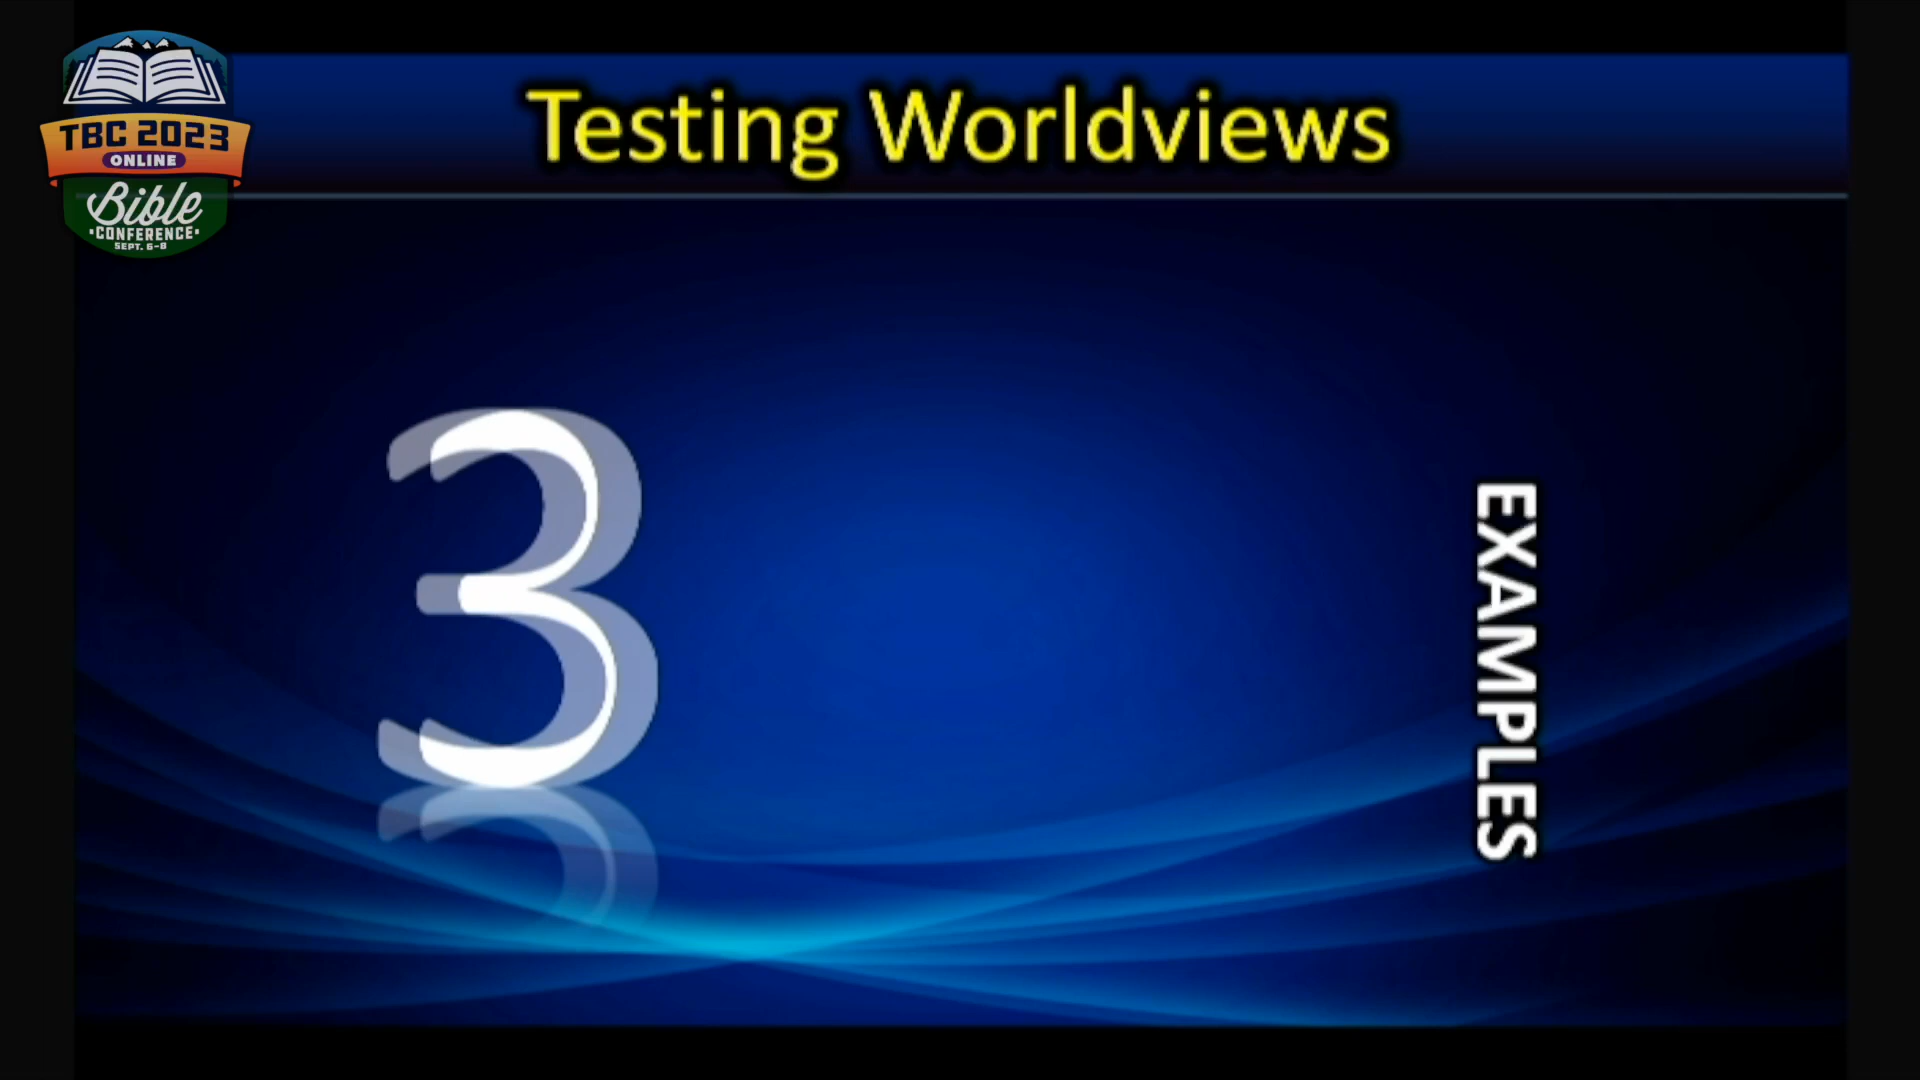 TBC 2023
ONLINE
Bible
CONFERENCE
SEPT. 6-8
Testing Worldviews
3
EXAMPLES